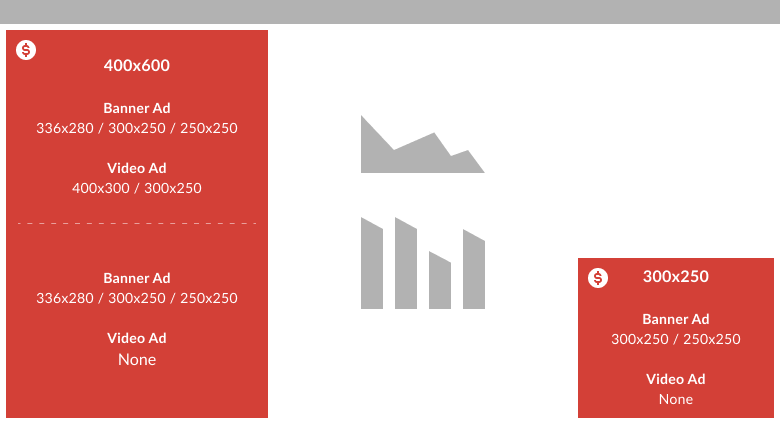 $
400x600
Banner Ad
336x280 / 300x250 / 250x250
Video Ad
400x300 / 300x250
Banner Ad
336x280 / 300x250 / 250x250
Video Ad
None
$
300x250
Banner Ad
300x250 / 250x250
Video Ad
None